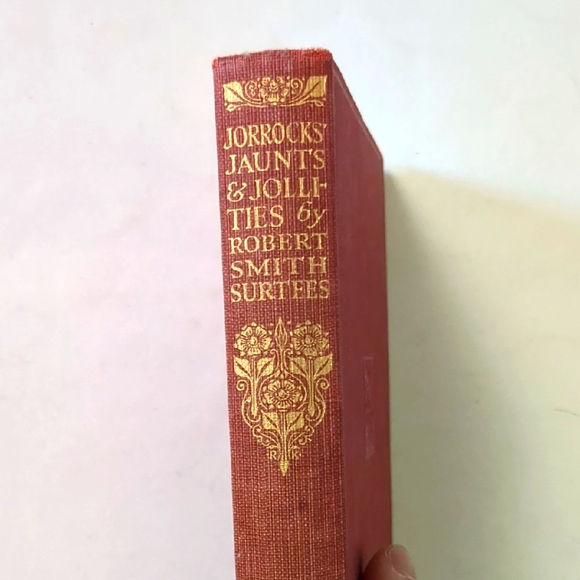 JORROCKS'
JAUNTS
& JOLLI-
TIES by
ROBERT
SMITH
SURTEES